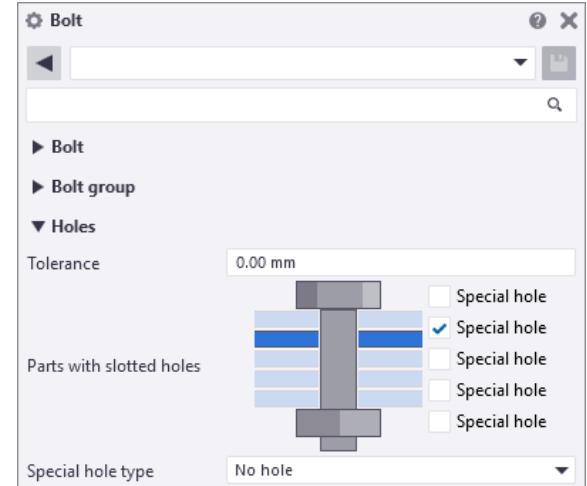 Bolt
Bolt
Bolt group
Holes
Tolerance 0.00 mm
Special hole
Special hole
Parts with slotted holes Special hole
Special hole
Special hole
Special hole type No hole